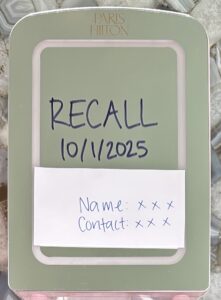 PARIS
HILTON
RECALL
10/1/2025
Name: x x x
Contact: x x x